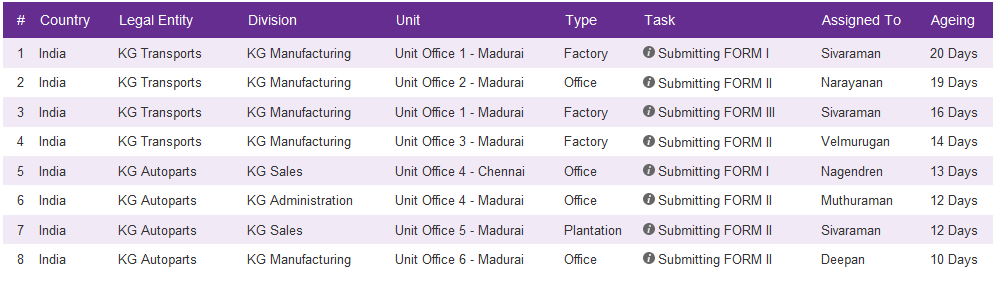 # Country Legal Entity Division Unit Type Task Assigned To Ageing
1 India KG Transports KG Manufacturing Unit Office 1 - Madurai Factory Submitting FORM I Sivaraman 20 Days
2 India KG Transports KG Manufacturing Unit Office 2 - Madurai Office Submitting FORM II Narayanan 19 Days
3 India KG Transports KG Manufacturing Unit Office 1 - Madurai Factory Submitting FORM III Sivaraman 16 Days
4 India KG Transports KG Manufacturing Unit Office 3 - Madurai Factory Submitting FORM II Velmurugan 14 Days
5 India KG Autoparts KG Sales Unit Office 4 - Chennai Office Submitting FORM I Nagendren 13 Days
6 India KG Autoparts KG Administration Unit Office 4 - Madurai Office Submitting FORM II Muthuraman 12 Days
7 India KG Autoparts KG Sales Unit Office 5 - Madurai Plantation Submitting FORM II Sivaraman 12 Days
8 India KG Autoparts KG Manufacturing Unit Office 6 - Madurai Office Submitting FORM II Deepan 10 Days